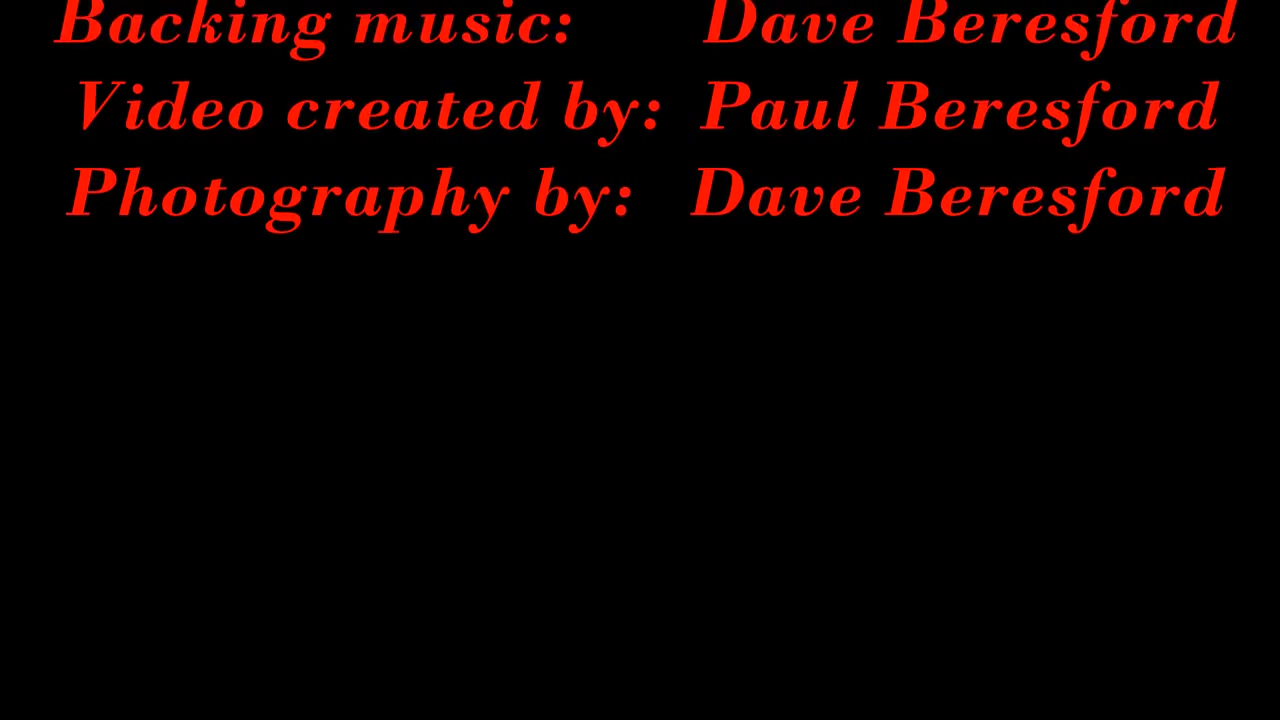 Backing music: Dave Beresford
Video created by: Paul Beresford
Photography by: Dave Beresford